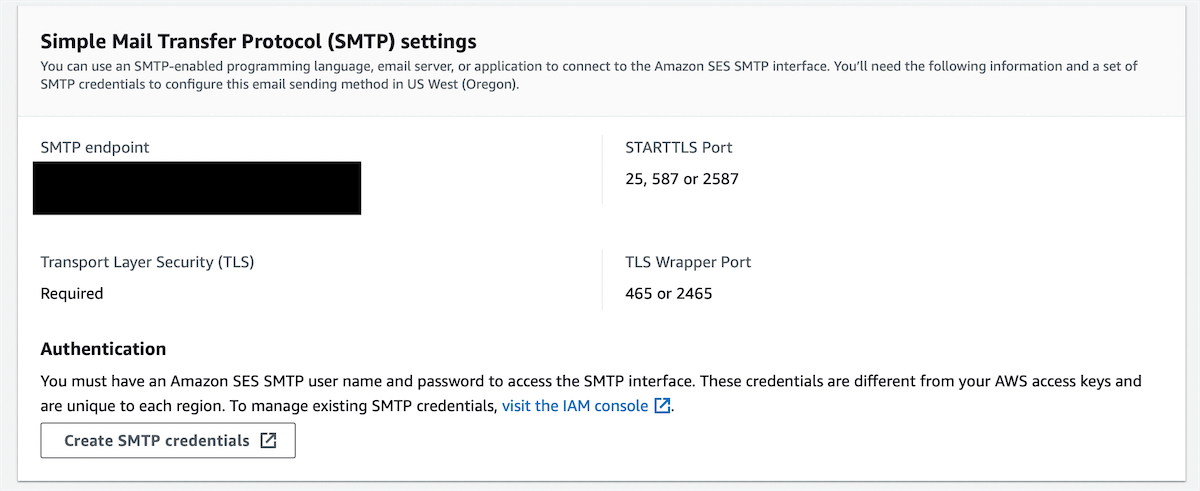 Simple Mail Transfer Protocol (SMTP) settings
You can use an SMTP-enabled programming language, email server, or application to connect to the Amazon SES SMTP interface. You’ll need the following information and a set of
SMTP credentials to configure this email sending method in US West (Oregon).
SMTP endpoint
STARTTLS Port
25, 587 or 2587
Transport Layer Security (TLS)
Required
TLS Wrapper Port
465 or 2465
Authentication
You must have an Amazon SES SMTP user name and password to access the SMTP interface. These credentials are different from your AWS access keys and
are unique to each region. To manage existing SMTP credentials, visit the IAM console.
Create SMTP credentials